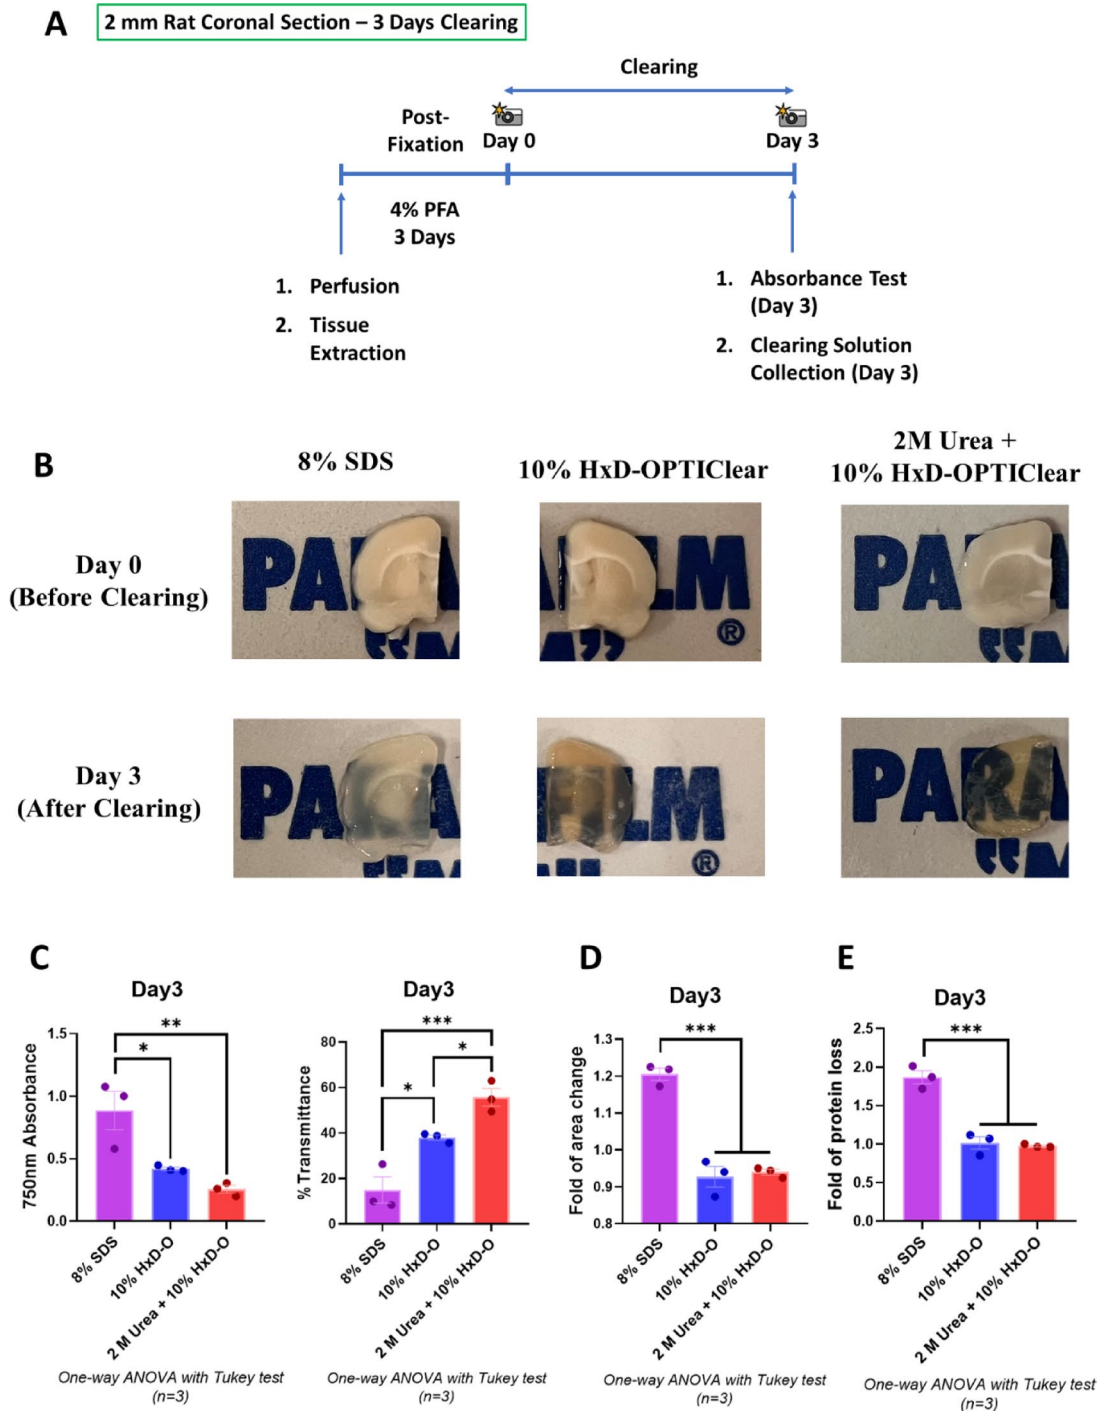 A
2 mm Rat Coronal Section – 3 Days Clearing
Clearing
Post-
Fixation
Day 0
Day 3
4% PFA
3 Days
1. Perfusion
2. Tissue
Extraction
1. Absorbance Test
(Day 3)
2. Clearing Solution
Collection (Day 3)
B
8% SDS
10% HxD-OPTIClear
2M Urea +
10% HxD-OPTIClear
Day 0
(Before Clearing)
PA
LM
®
PA
Day 3
(After Clearing)
PA A
LM
®
PARA
C
Day3
750nm Absorbance
1.5
1.0
0.5
0.0
**
*
8% SDS
10% HxD-O
2 M Urea + 10% HxD-O
One-way ANOVA with Tukey test
(n=3)
Day3
% Transmittance
80
60
40
20
0
***
*
*
8% SDS
10% HxD-O
2 M Urea + 10% HxD-O
One-way ANOVA with Tukey test
(n=3)
D
Day3
Fold of area change
1.3
1.2
1.1
1.0
0.9
0.8
***
8% SDS
10% HxD-O
2 M Urea + 10% HxD-O
One-way ANOVA with Tukey test
(n=3)
E
Day3
Fold of protein loss
2.5
2.0
1.5
1.0
0.5
0.0
***
8% SDS
10% HxD-O
2 M Urea + 10% HxD-O
One-way ANOVA with Tukey test
(n=3)